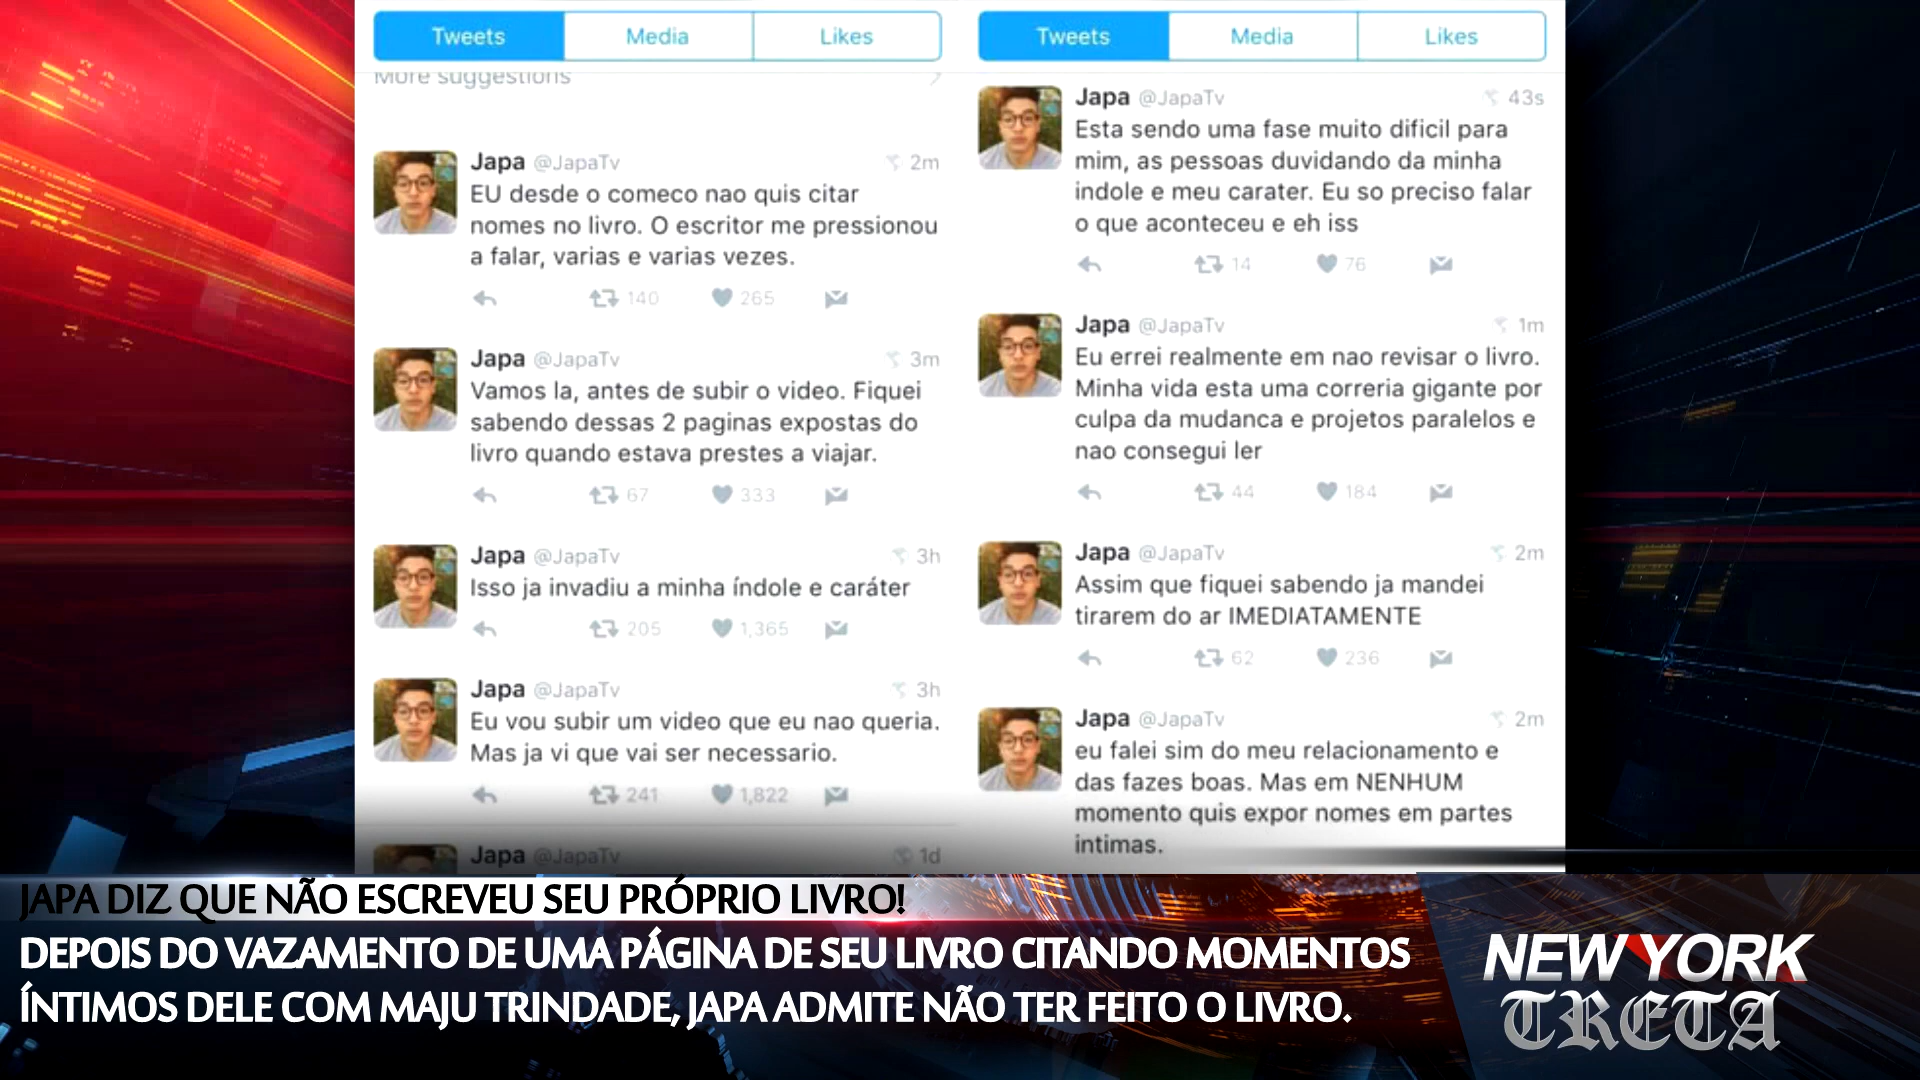 Tweets
Media
Likes
More suggestions
Japa @JapaTv 2m
EU desde o comeco nao quis citar
nomes no livro. O escritor me pressionou
a falar, varias e varias vezes.
140 265
Japa @JapaTv 3m
Vamos la, antes de subir o video. Fiquei
sabendo dessas 2 paginas expostas do
livro quando estava prestes a viajar.
67 333
Japa @JapaTv 3h
Isso ja invadiu a minha índole e caráter
205 1,365
Japa @JapaTv 3h
Eu vou subir um video que eu nao queria.
Mas ja vi que vai ser necessario.
241 1,822
Japa @JapaTv 1d
Tweets
Media
Likes
Japa @JapaTv 43s
Esta sendo uma fase muito dificil para
mim, as pessoas duvidando da minha
indole e meu carater. Eu so preciso falar
o que aconteceu e eh iss
14 76
Japa @JapaTv 1m
Eu errei realmente em nao revisar o livro.
Minha vida esta uma correria gigante por
culpa da mudanca e projetos paralelos e
nao consegui ler
44 184
Japa @JapaTv 2m
Assim que fiquei sabendo ja mandei
tirarem do ar IMEDIATAMENTE
62 236
Japa @JapaTv 2m
eu falei sim do meu relacionamento e
das fazes boas. Mas em NENHUM
momento quis expor nomes em partes
intimas.
JAPA DIZ QUE NÃO ESCREVEU SEU PRÓPRIO LIVRO!
DEPOIS DO VAZAMENTO DE UMA PÁGINA DE SEU LIVRO CITANDO MOMENTOS
ÍNTIMOS DELE COM MAJU TRINDADE, JAPA ADMITE NÃO TER FEITO O LIVRO.
NEW YORK
TRETA